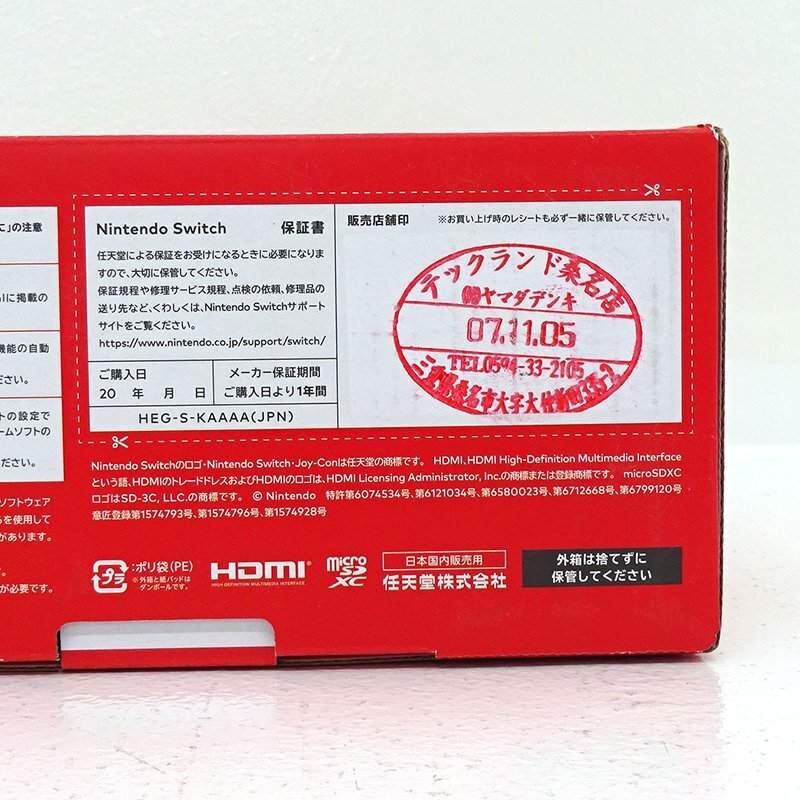 に」の注意
alに掲載の
機能の自動
さい。
トの設定で
ームソフトの
さい。
ソフトウェア
らを使用して
があります。
が必要です。
Nintendo Switch 保証書
任天堂による保証をお受けになるときに必要になりま
すので、大切に保管してください。
保証規程や修理サービス規程、点検の依頼、修理品の
送り先など、くわしくは、Nintendo Switchサポート
サイトをご覧ください。
https://www.nintendo.co.jp/support/switch/
ご購入日
20 年 月 日
メーカー保証期間
ご購入日より1年間
HEG-S-KAAAA(JPN)
販売店舗印 ※お買い上げ時のレシートも必ず一緒に保管してください。
テックランド桑名店
㈱ヤマダデンキ
07.11.05
TEL0594-33-2105
三重県桑名市大字大仲新田
Nintendo Switchのロゴ・Nintendo Switch・Joy-Conは任天堂の商標です。 HDMI、HDMI High-Definition Multimedia Interface
という語、HDMIのトレードドレスおよびHDMIのロゴは、HDMI Licensing Administrator, Inc.の商標または登録商標です。 microSDXC
ロゴはSD-3C, LLC.の商標です。 © Nintendo 特許第6074534号、第6121034号、第6580023号、第6712668号、第6799120号
意匠登録第1574793号、第1574796号、第1574928号
プラ
:ポリ袋(PE)
※外箱と紙パッドは
ダンボールです。
HDMI
HIGH-DEFINITION MULTIMEDIA INTERFACE
micro
SD
XC
日本国内販売用
任天堂株式会社
外箱は捨てずに
保管してください